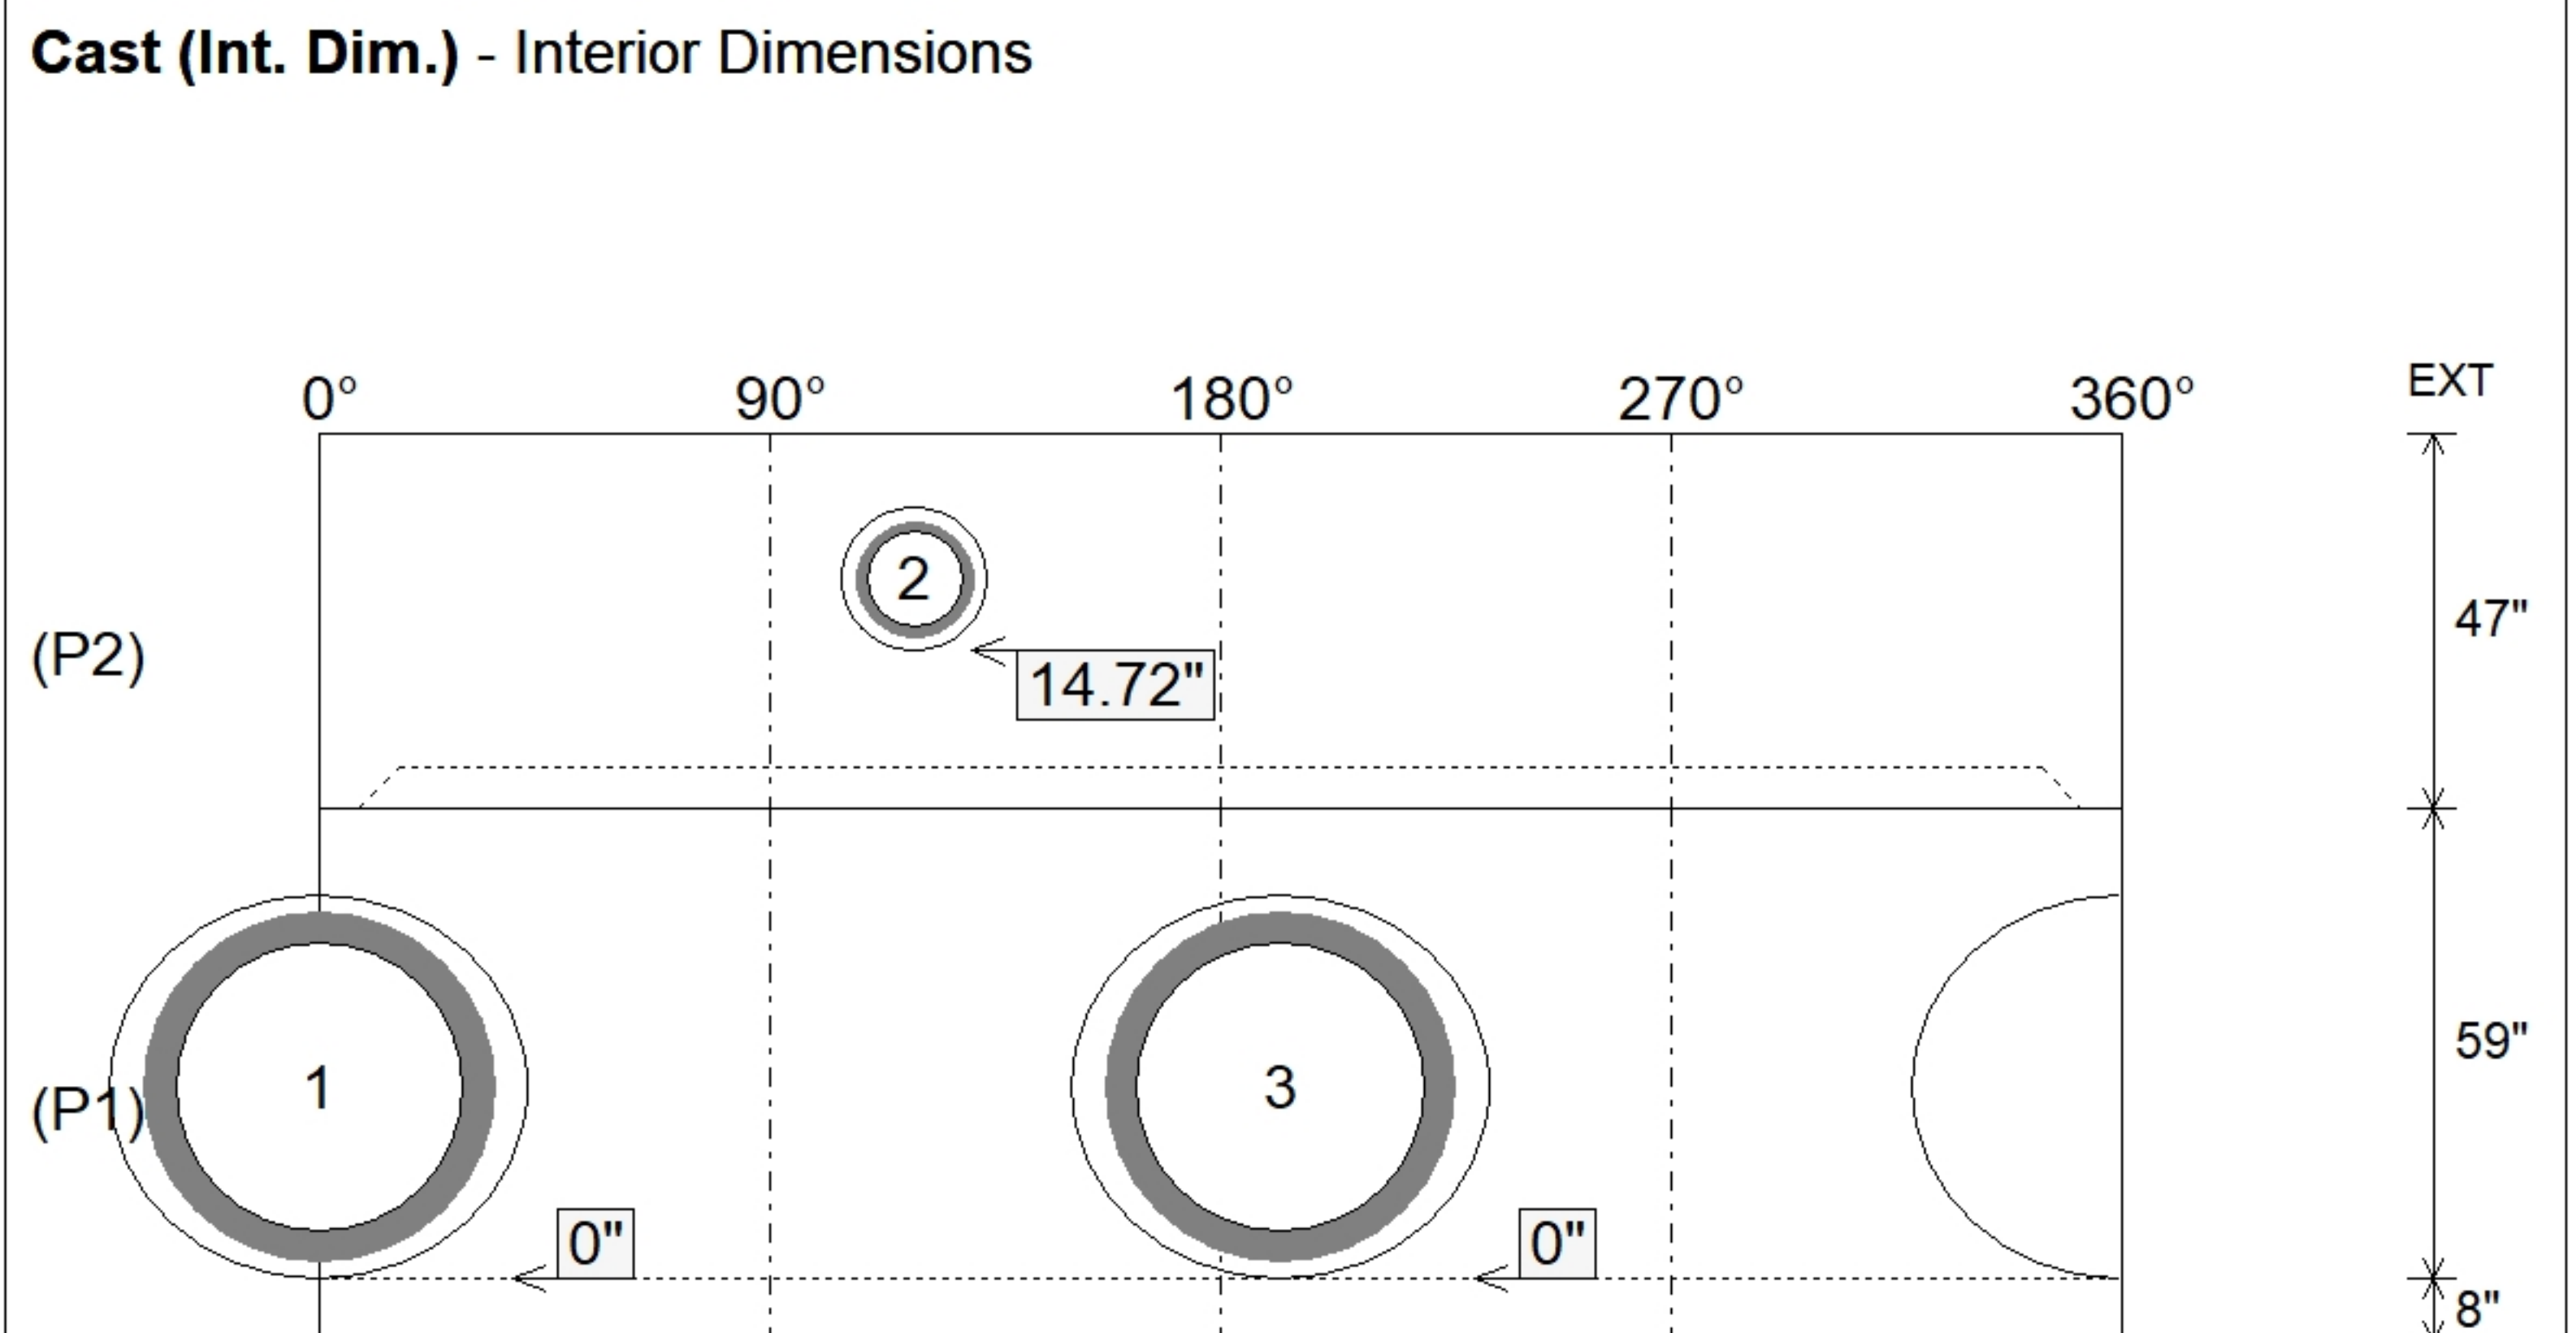 Cast (Int. Dim.) - Interior Dimensions
0° 90° 180° 270° 360° EXT
2
47"
(P2)
14.72"
59"
1 3
(P1)
0" 0"
8"